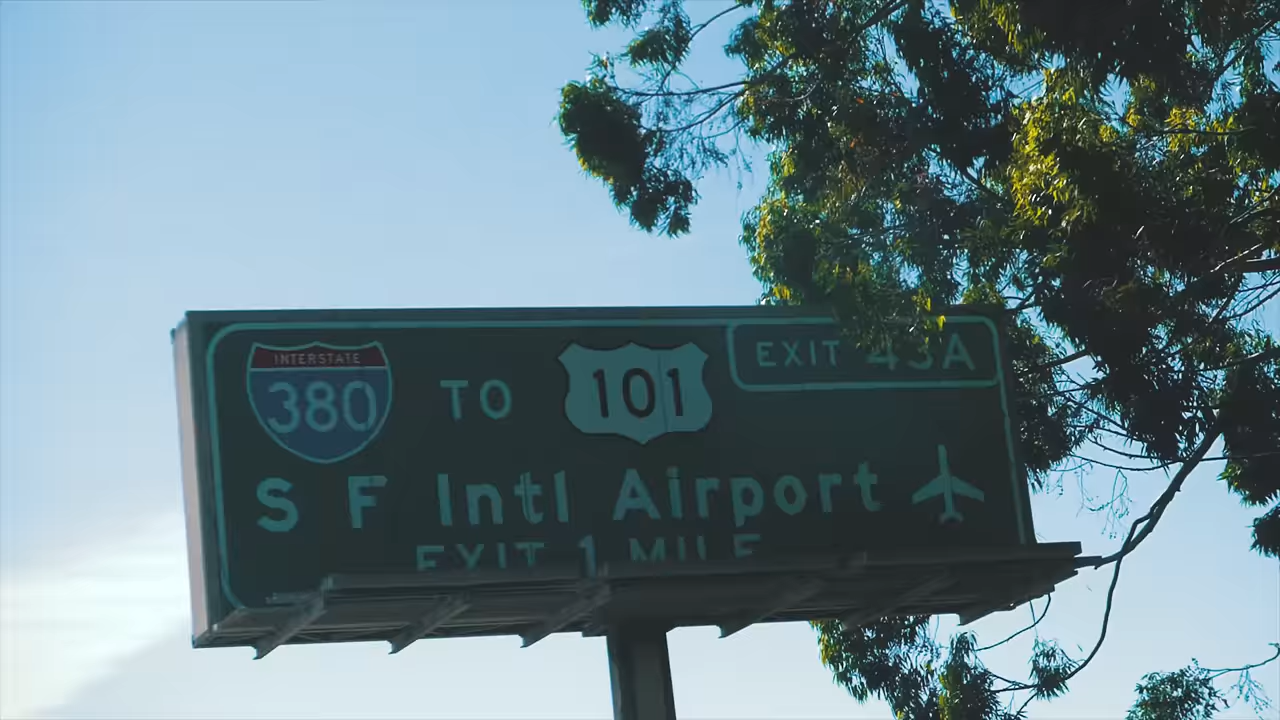 EXIT 43A
INTERSTATE
380 TO 101
S F Intl Airport
EXIT 1 MILE